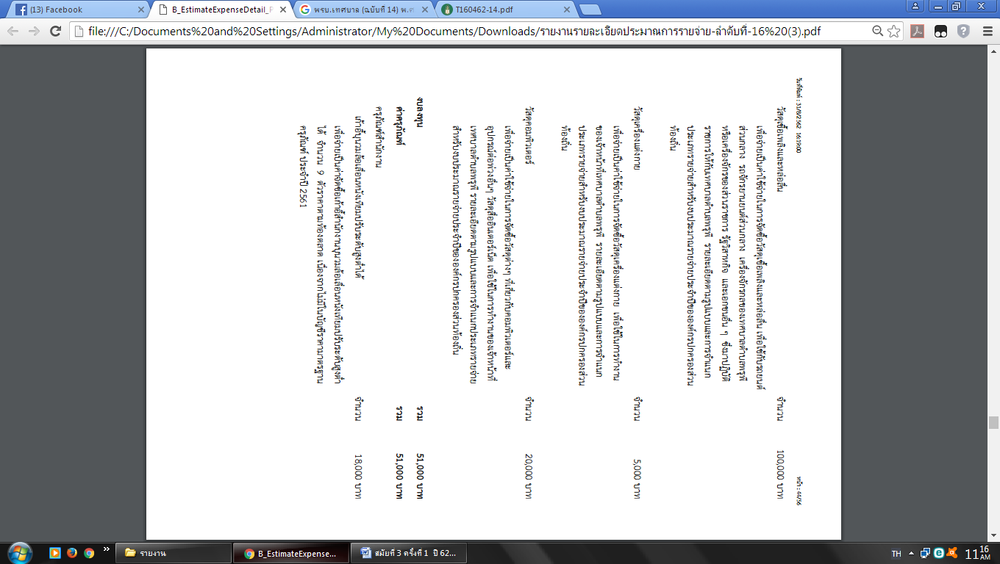 (13) Facebook
B_EstimateExpenseDetail_F
พรบ.เทศบาล (ฉบับที่ 14) พ.ศ
T160462-14.pdf
file:///C:/Documents%20and%20Settings/Administrator/My%20Documents/Downloads/รายงานรายละเอียดประมาณการรายจ่าย-ลำดับที่-16%20(3).pdf
วันที่พิมพ์ : 31/8/2562 16:19:00
หน้า : 44/56
วัสดุเชื้อเพลิงและหล่อลื่น จำนวน 100,000 บาท
เพื่อจ่ายเป็นค่าใช้จ่ายในการจัดซื้อวัสดุเชื้อเพลิงและหล่อลื่น เพื่อใช้กับรถยนต์
ส่วนกลาง รถจักรยานยนต์ส่วนกลาง เครื่องจักรกลของเทศบาลตำบลพรุพี
หรือเครื่องจักรของส่วนราชการ รัฐวิสาหกิจ และเอกชนอื่น ๆ ซึ่งมาปฏิบัติ
ราชการให้กับเทศบาลตำบลพรุพี รายละเอียดตามรูปแบบและการจำแนก
ประเภทรายจ่ายสำหรับงบประมาณรายจ่ายประจำปีขององค์กรปกครองส่วน
ท้องถิ่น
วัสดุเครื่องแต่งกาย จำนวน 5,000 บาท
เพื่อจ่ายเป็นค่าใช้จ่ายในการจัดซื้อวัสดุเครื่องแต่งกาย เพื่อใช้ในการทำงาน
ของเจ้าหน้าที่เทศบาลตำบลพรุพี รายละเอียดตามรูปแบบและการจำแนก
ประเภทรายจ่ายสำหรับงบประมาณรายจ่ายประจำปีขององค์กรปกครองส่วน
ท้องถิ่น
วัสดุคอมพิวเตอร์ จำนวน 20,000 บาท
เพื่อจ่ายเป็นค่าใช้จ่ายในการจัดซื้อวัสดุต่างๆ ที่เกี่ยวกับคอมพิวเตอร์และ
อุปกรณ์ต่อพ่วงอื่นๆ วัสดุสื่ออินเตอร์เน็ต เพื่อใช้ในการทำงานของเจ้าหน้าที่
เทศบาลตำบลพรุพี รายละเอียดตามรูปแบบและการจำแนกประเภทรายจ่าย
สำหรับงบประมาณรายจ่ายประจำปีขององค์กรปกครองส่วนท้องถิ่น
งบลงทุน รวม 51,000 บาท
ค่าครุภัณฑ์ รวม 51,000 บาท
ครุภัณฑ์สำนักงาน
เก้าอี้บุนวมล้อเลื่อนหนังเทียมปรับระดับสูงต่ำได้ จำนวน 18,000 บาท
เพื่อจ่ายเป็นค่าจัดซื้อเก้าอี้สำนักงานบุนวมล้อเลื่อนหนังเทียมปรับระดับสูงต่ำ
ได้ จำนวน 9 ตัวราคาตามท้องตลาด เนื่องจากไม่มีในบัญชีราคามาตรฐาน
ครุภัณฑ์ ประจำปี 2561
รายงาน
B_EstimateExpense...
สมัยที่ 3 ครั้งที่ 1 ปี 62...
TH
11 16 AM